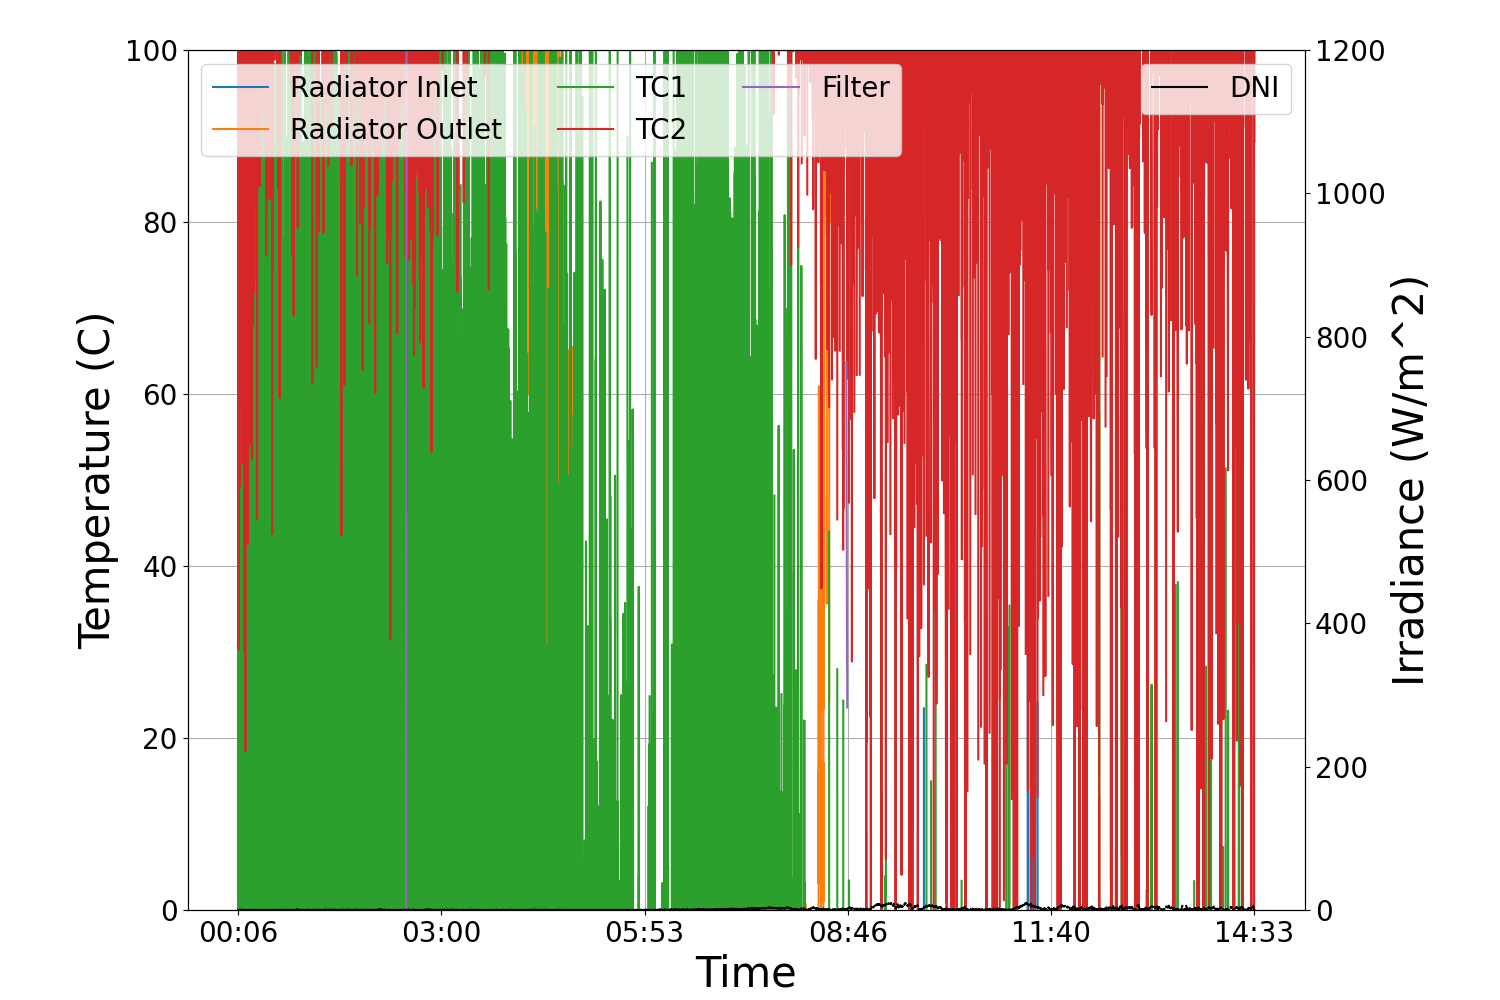 100
80
60
40
20
0
Temperature (C)
Radiator Inlet
Radiator Outlet
TC1
TC2
Filter
DNI
1200
1000
800
600
400
200
0
Irradiance (W/m^2)
00:06
03:00
05:53
08:46
11:40
14:33
Time